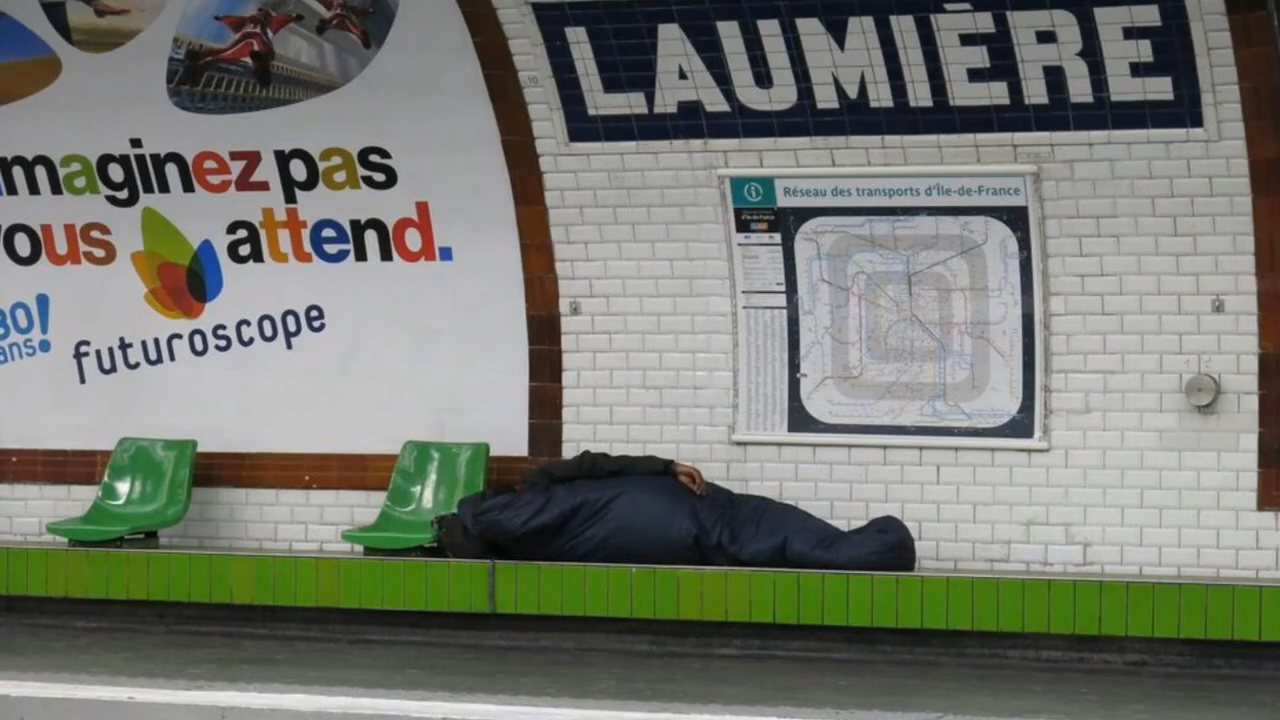 maginez pas
vous attend.
30!
ans!
futuroscope
LAUMIÈRE
Réseau des transports d'Île-de-France